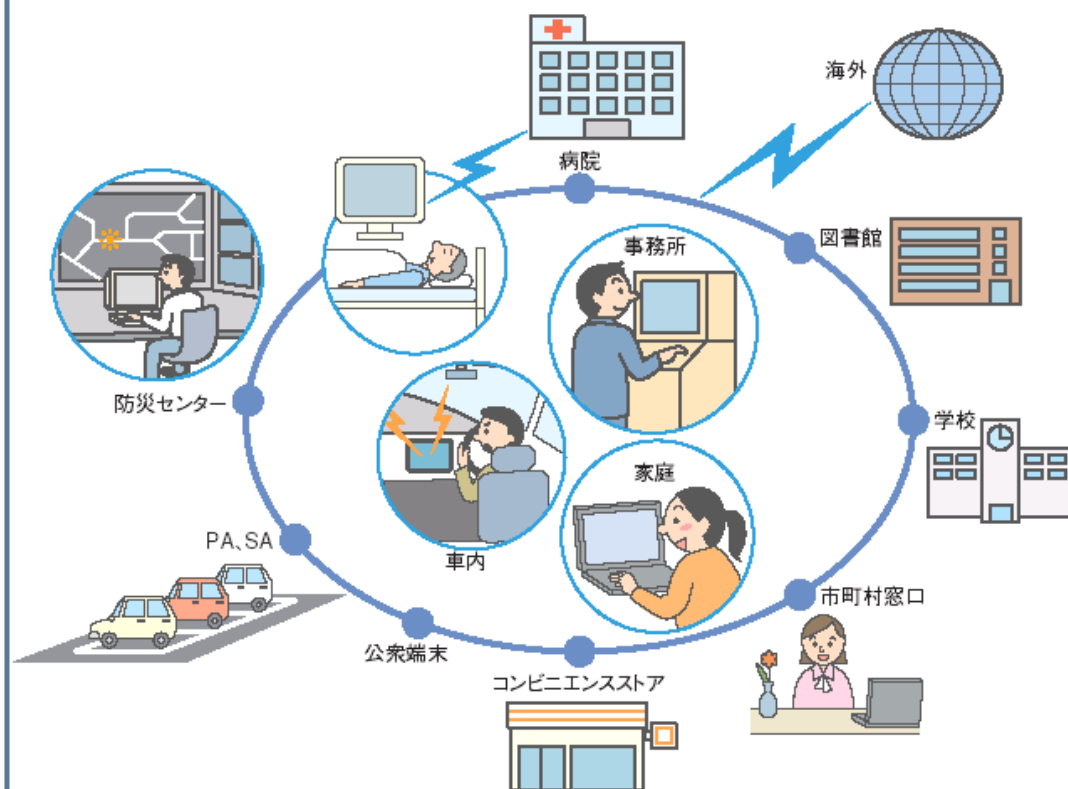 海外
病院
図書館
事務所
防災センター
学校
家庭
PA、SA
車内
市町村窓口
公衆端末
コンビニエンスストア